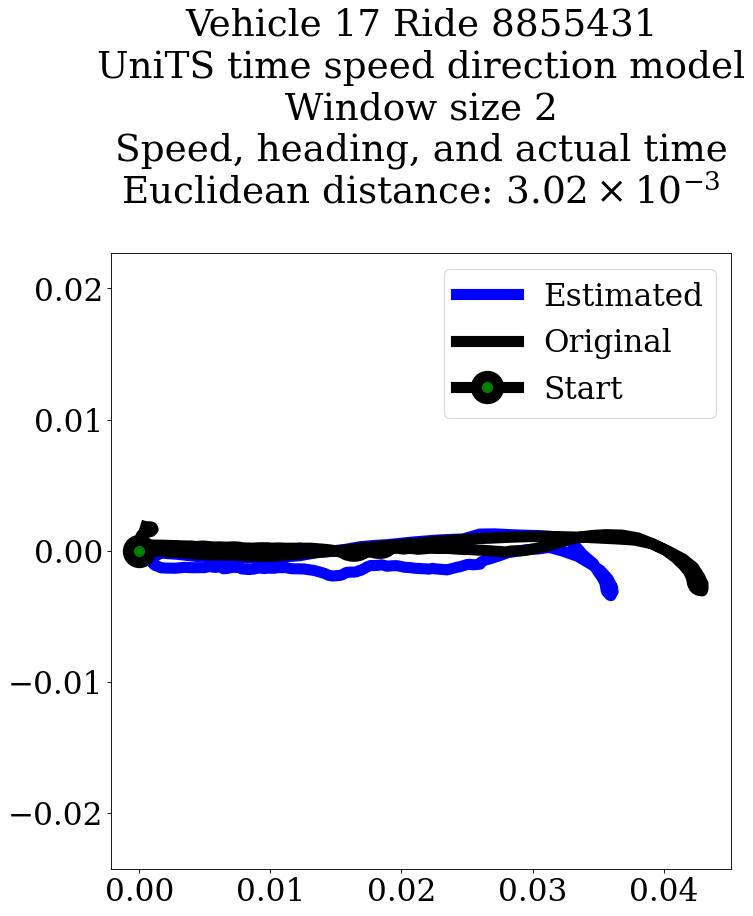 Vehicle 17 Ride 8855431
UniTS time speed direction model
Window size 2
Speed, heading, and actual time
Euclidean distance: 3.02 × 10⁻³
Estimated
Original
Start
0.02
0.01
0.00
−0.01
−0.02
0.00 0.01 0.02 0.03 0.04